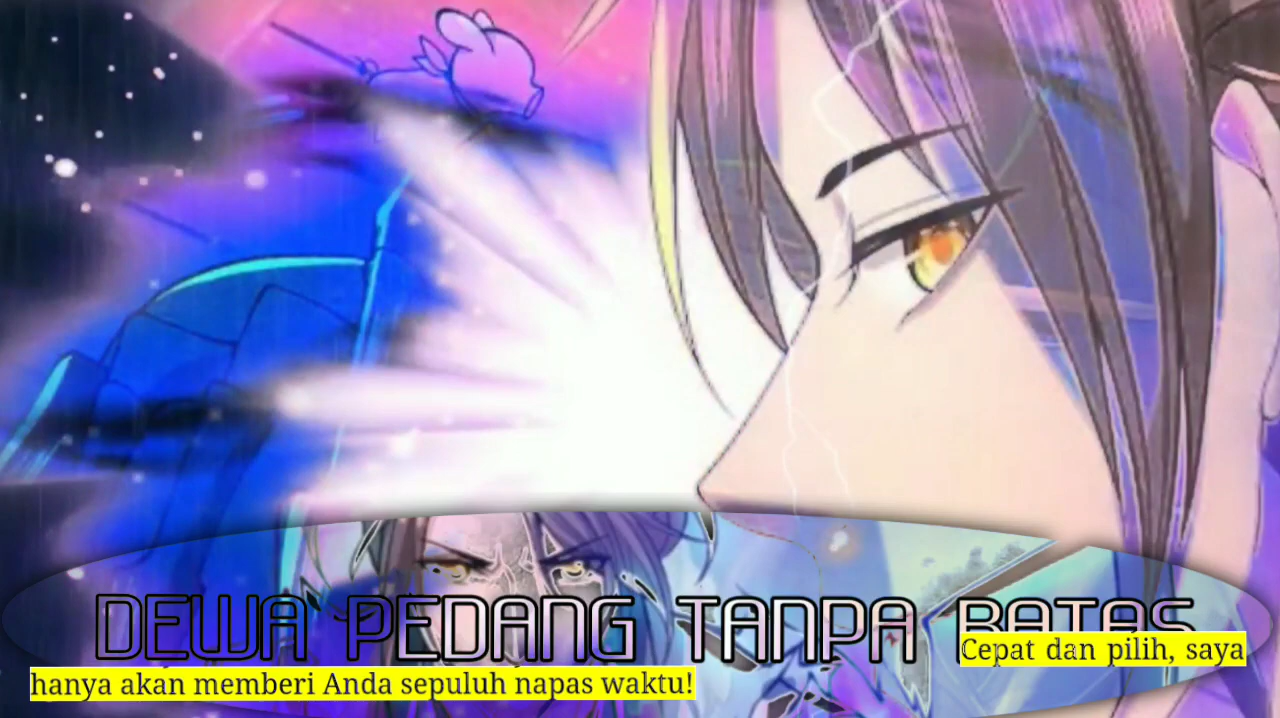 DEWA PEDANG TANPA BATAS
Cepat dan pilih, saya
hanya akan memberi Anda sepuluh napas waktu!